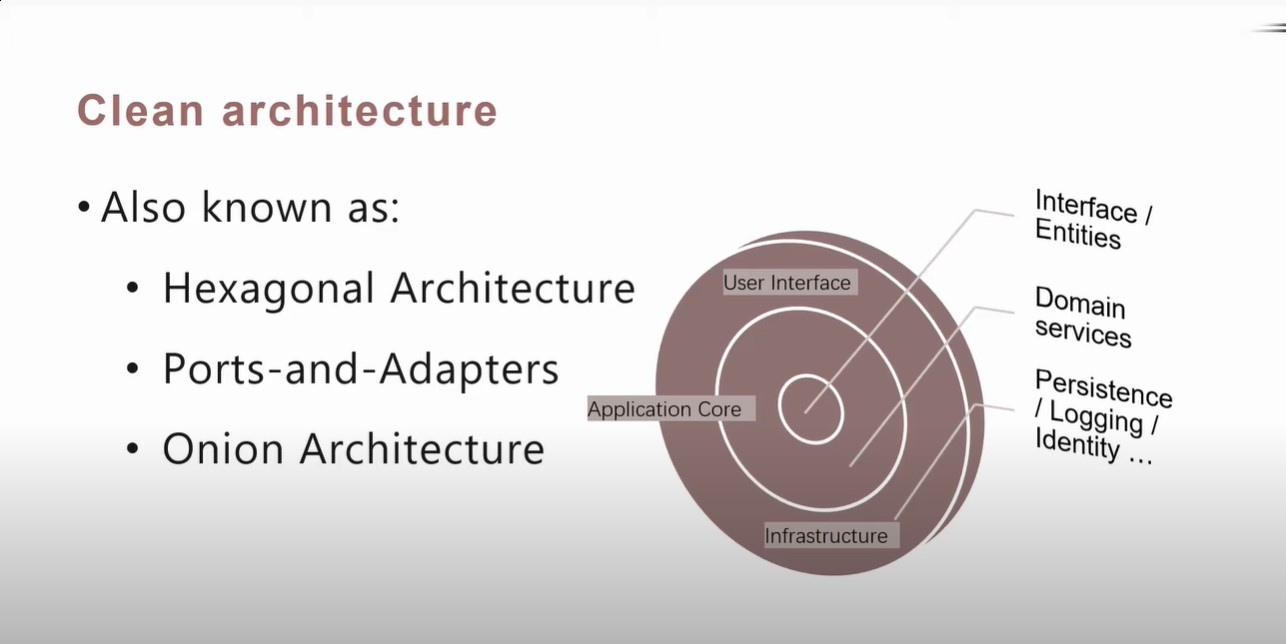 Clean architecture
• Also known as:
• Hexagonal Architecture
• Ports-and-Adapters
• Onion Architecture
User Interface
Application Core
Infrastructure
Interface /
Entities
Domain
services
Persistence
/ Logging /
Identity ...